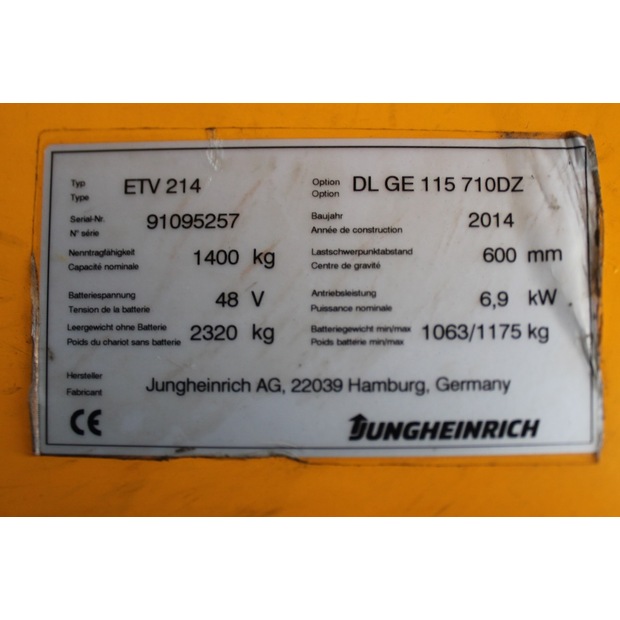 Typ ETV 214 Option DL GE 115 710DZ
Type Option
Serial-Nr. 91095257 Baujahr 2014
N° série Année de construction
Nenntragfähigkeit 1400 kg Lastschwerpunktabstand 600 mm
Capacité nominale Centre de gravité
Batteriespannung 48 V Antriebsleistung 6,9 kW
Tension de la batterie Puissance nominale
Leergewicht ohne Batterie 2320 kg Batteriegewicht min/max 1063/1175 kg
Poids du chariot sans batterie Poids batterie min/max
Hersteller Jungheinrich AG, 22039 Hamburg, Germany
Fabricant
CE JUNGHEINRICH